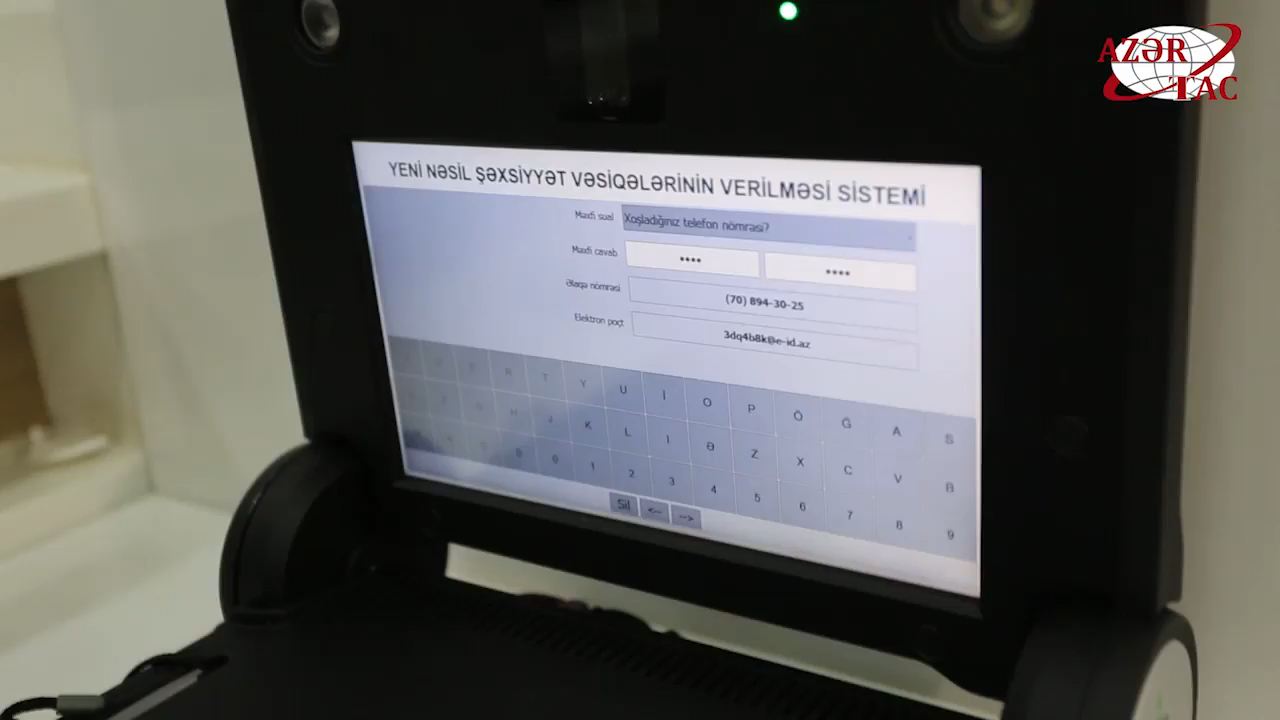 AZƏR
TAC
YENİ NƏSİL ŞƏXSİYYƏT VƏSİQƏLƏRİNİN VERİLMƏSİ SİSTEMİ
Məxfi sual Xoşladığınız telefon nömrəsi?
Məxfi cavab •••• ••••
Əlaqə nömrəsi (70) 894-30-25
Elektron poçt 3dq4b8k@e-id.az
E R T Y U İ O P Ö Ğ A S
H J K L I Ə Z X C V B
0 1 2 3 4 5 6 7 8 9
Sil <-- -->